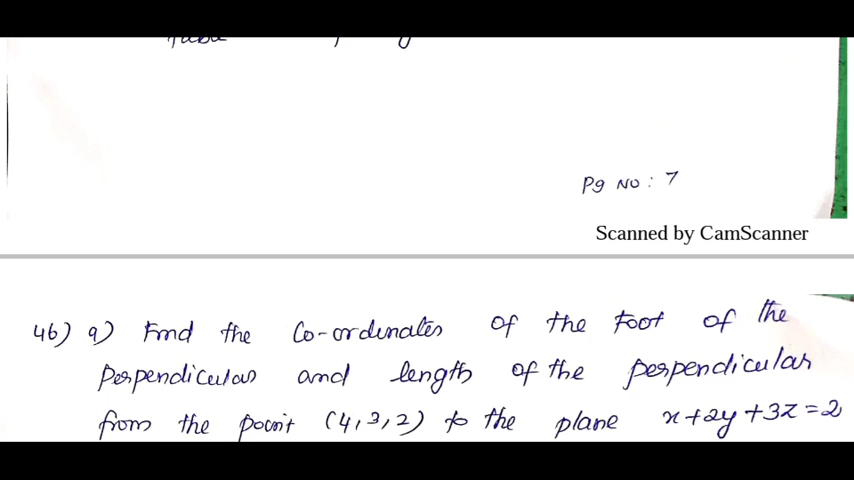 Pg No : 7
Scanned by CamScanner
46) a) Find the Co-ordinates of the foot of the
perpendicular and length of the perpendicular
from the point (4,3,2) to the plane x+2y+3z=2